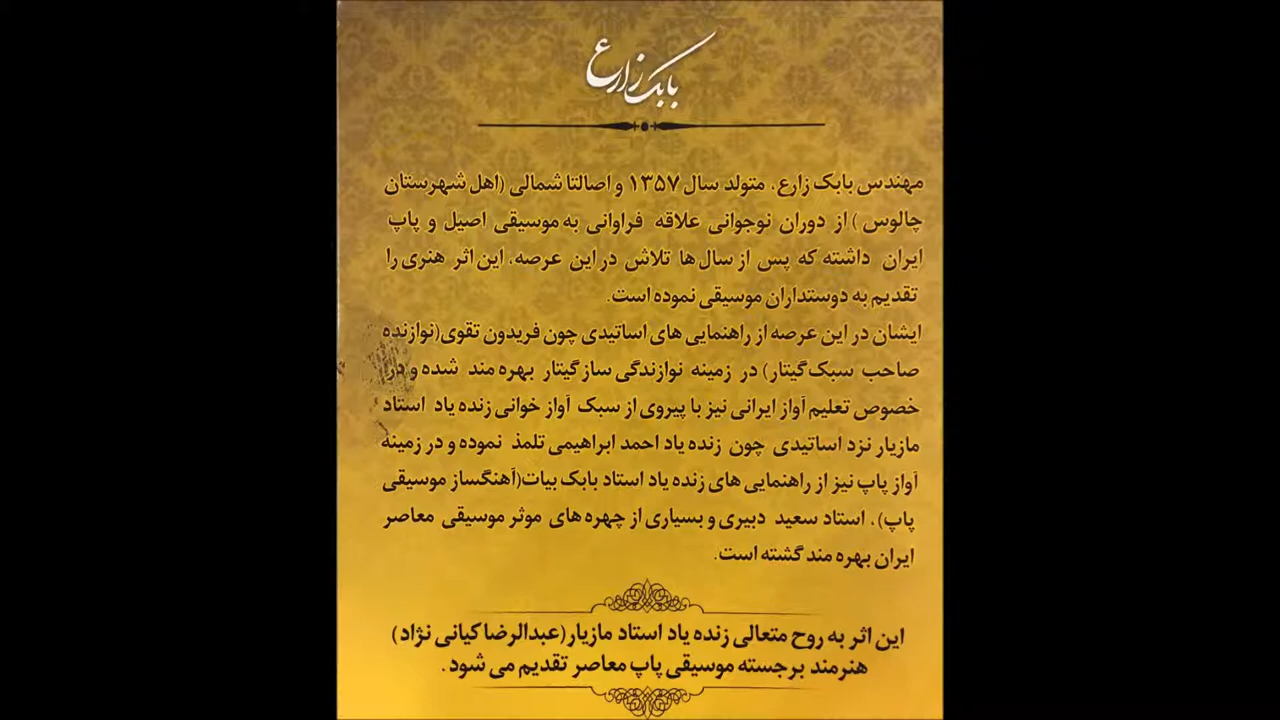 بابک زارع
مهندس بابک زارع، متولد سال ۱۳۵۷ و اصالتا شمالی (اهل شهرستان
چالوس ) از دوران نوجوانی علاقه فراوانی به موسیقی اصیل و پاپ
ایران داشته که پس از سال ها تلاش در این عرصه، این اثر هنری را
تقدیم به دوستداران موسیقی نموده است.
ایشان در این عرصه از راهنمایی های اساتیدی چون فریدون تقوی(نوازنده
صاحب سبک گیتار) در زمینه نوازندگی ساز گیتار بهره مند شده و در
خصوص تعلیم آواز ایرانی نیز با پیروی از سبک آواز خوانی زنده یاد استاد
مازیار نزد اساتیدی چون زنده یاد احمد ابراهیمی تلمذ نموده و در زمینه
آواز پاپ نیز از راهنمایی های زنده یاد استاد بابک بیات(آهنگساز موسیقی
پاپ)، استاد سعید دبیری و بسیاری از چهره های موثر موسیقی معاصر
ایران بهره مند گشته است.
این اثر به روح متعالی زنده یاد استاد مازیار(عبدالرضا کیانی نژاد)
هنرمند برجسته موسیقی پاپ معاصر تقدیم می شود.